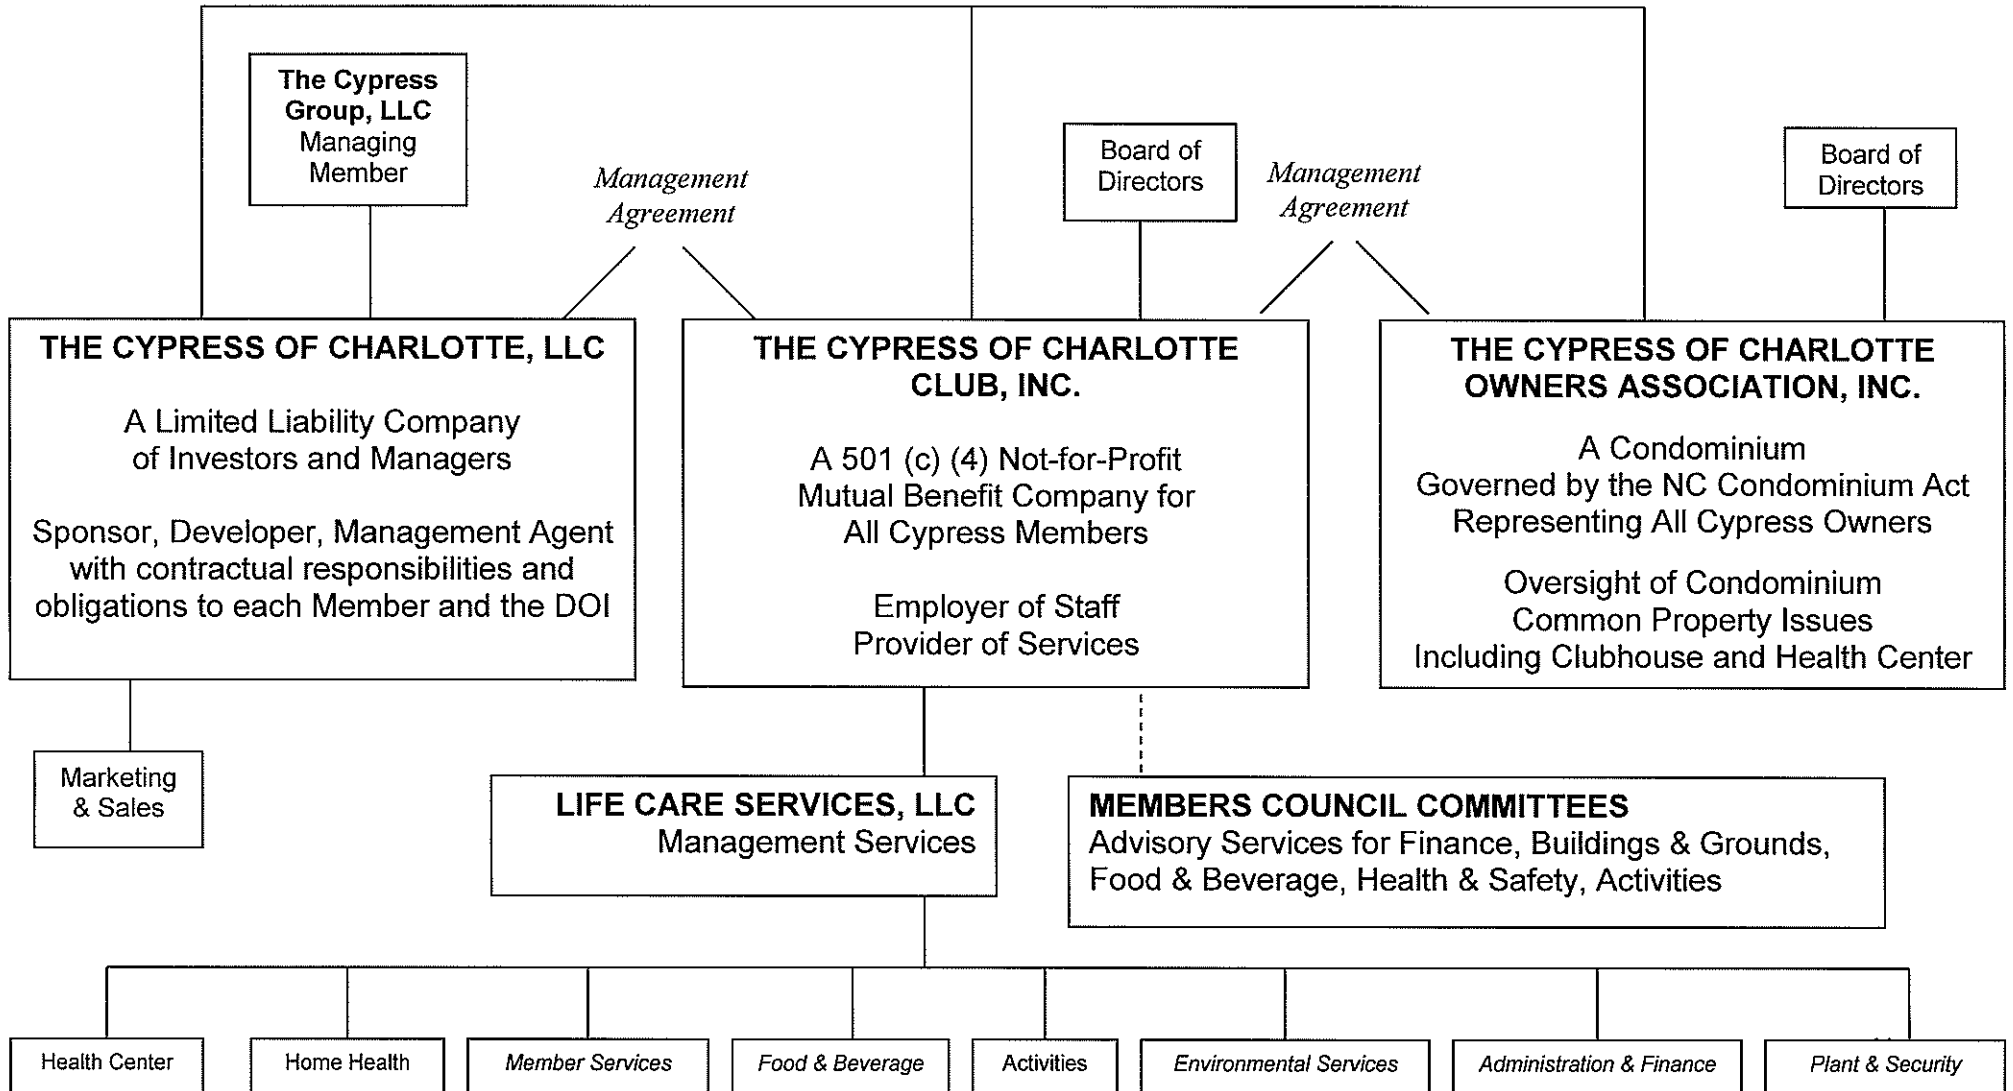 The Cypress
Group, LLC
Managing
Member
Management
Agreement
Board of
Directors
Management
Agreement
Board of
Directors
THE CYPRESS OF CHARLOTTE, LLC
A Limited Liability Company
of Investors and Managers
Sponsor, Developer, Management Agent
with contractual responsibilities and
obligations to each Member and the DOI
THE CYPRESS OF CHARLOTTE
CLUB, INC.
A 501 (c) (4) Not-for-Profit
Mutual Benefit Company for
All Cypress Members
Employer of Staff
Provider of Services
THE CYPRESS OF CHARLOTTE
OWNERS ASSOCIATION, INC.
A Condominium
Governed by the NC Condominium Act
Representing All Cypress Owners
Oversight of Condominium
Common Property Issues
Including Clubhouse and Health Center
Marketing
& Sales
LIFE CARE SERVICES, LLC
Management Services
MEMBERS COUNCIL COMMITTEES
Advisory Services for Finance, Buildings & Grounds,
Food & Beverage, Health & Safety, Activities
Health Center
Home Health
Member Services
Food & Beverage
Activities
Environmental Services
Administration & Finance
Plant & Security